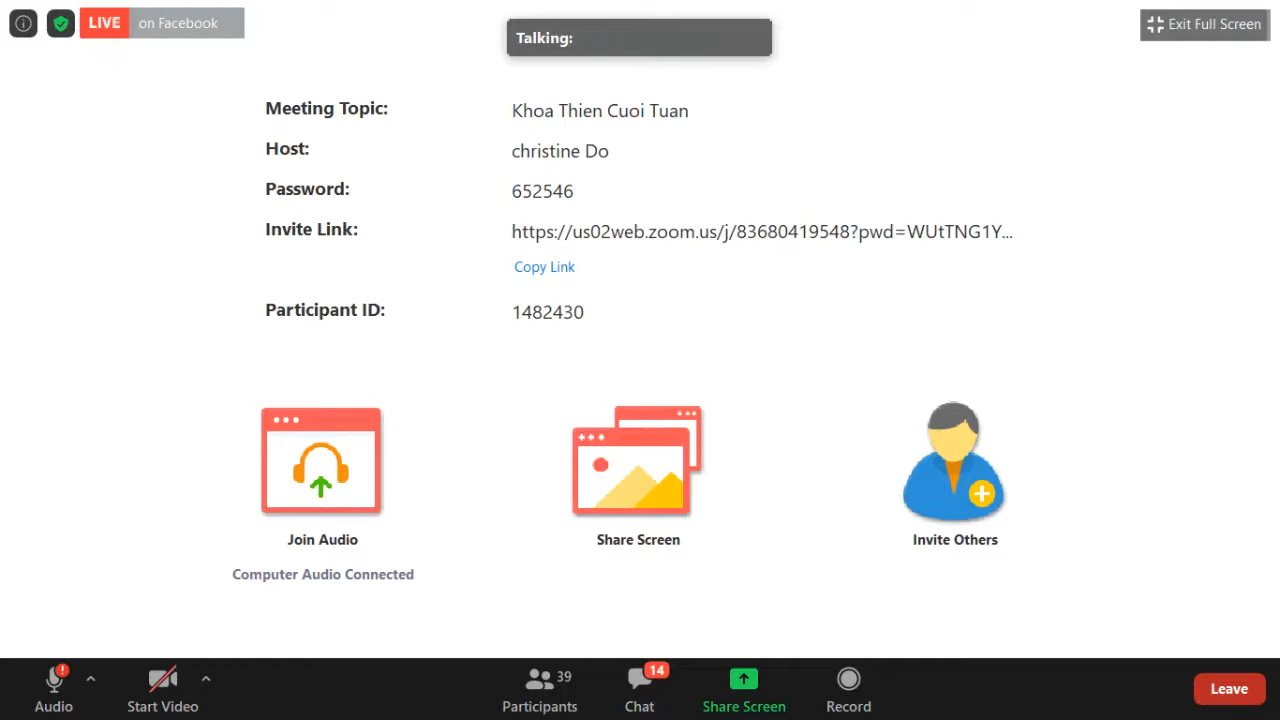 LIVE on Facebook
Talking:
Exit Full Screen
Meeting Topic: Khoa Thien Cuoi Tuan
Host: christine Do
Password: 652546
Invite Link: https://us02web.zoom.us/j/83680419548?pwd=WUtTNG1Y...
Copy Link
Participant ID: 1482430
Join Audio
Computer Audio Connected
Share Screen
Invite Others
Audio
Start Video
39
Participants
14
Chat
Share Screen
Record
Leave